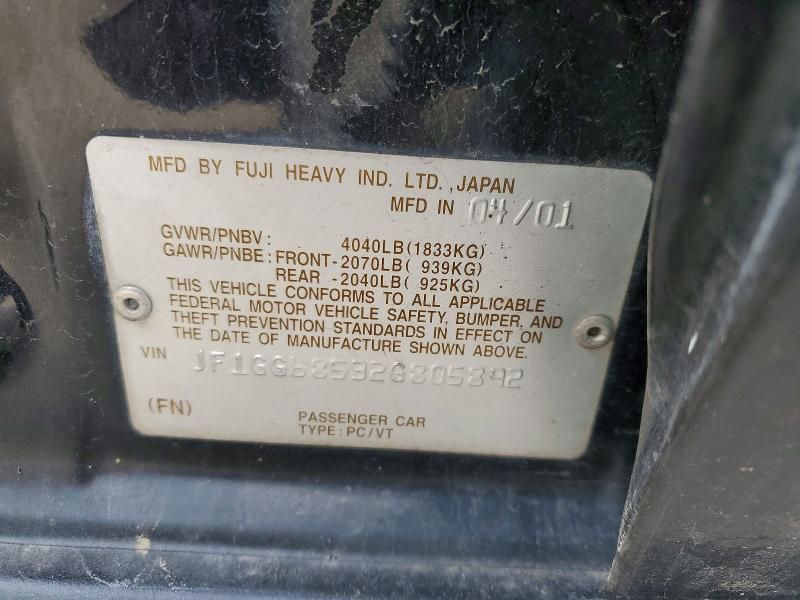 MFD BY FUJI HEAVY IND. LTD., JAPAN
MFD IN 04/01
GVWR/PNBV: 4040LB(1833KG)
GAWR/PNBE: FRONT-2070LB( 939KG)
REAR -2040LB( 925KG)
THIS VEHICLE CONFORMS TO ALL APPLICABLE
FEDERAL MOTOR VEHICLE SAFETY, BUMPER, AND
THEFT PREVENTION STANDARDS IN EFFECT ON
THE DATE OF MANUFACTURE SHOWN ABOVE.
VIN
(FN) PASSENGER CAR
TYPE: PC/VT